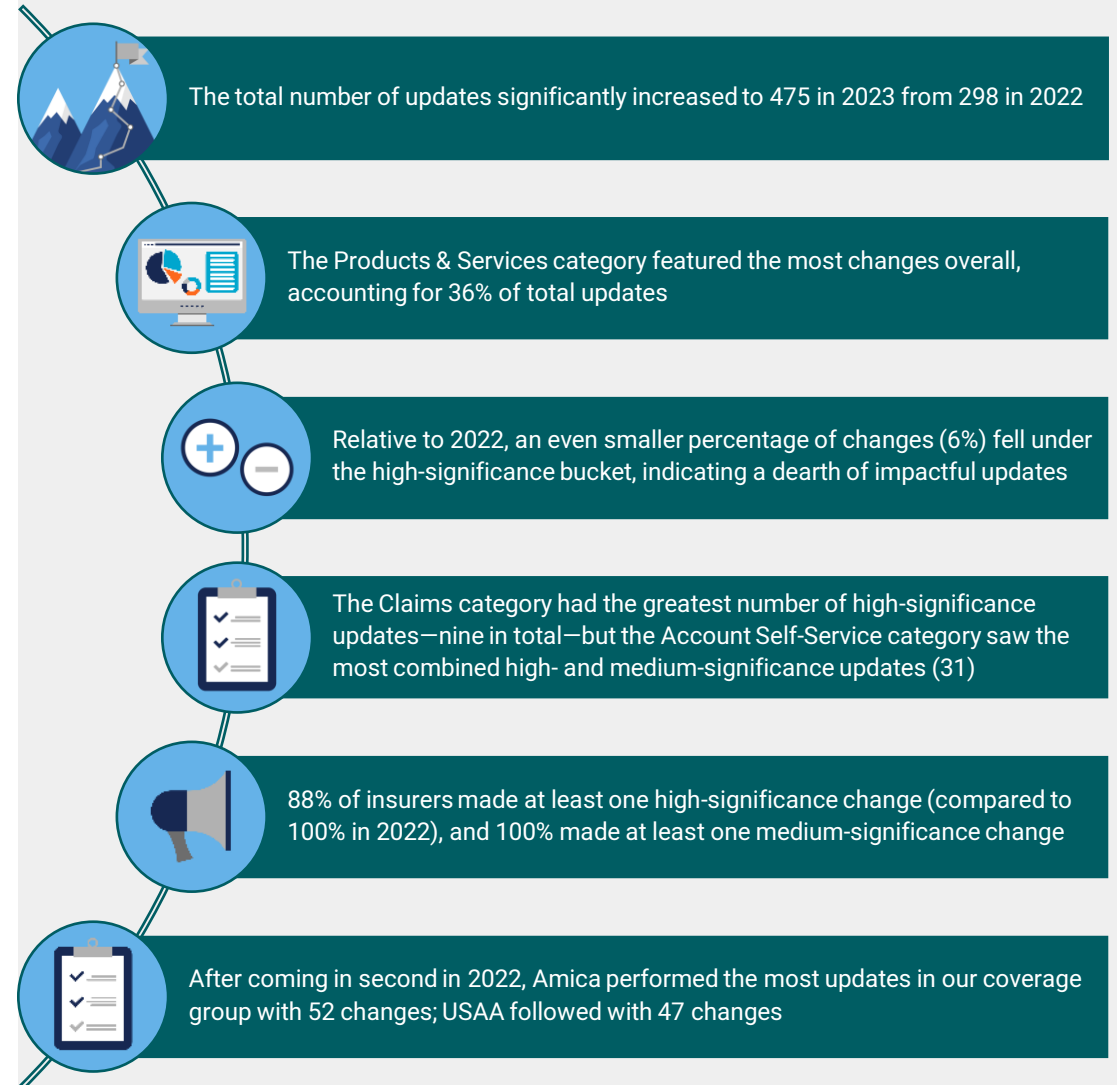 The total number of updates significantly increased to 475 in 2023 from 298 in 2022
The Products & Services category featured the most changes overall,
accounting for 36% of total updates
Relative to 2022, an even smaller percentage of changes (6%) fell under
the high-significance bucket, indicating a dearth of impactful updates
The Claims category had the greatest number of high-significance
updates—nine in total—but the Account Self-Service category saw the
most combined high- and medium-significance updates (31)
88% of insurers made at least one high-significance change (compared to
100% in 2022), and 100% made at least one medium-significance change
After coming in second in 2022, Amica performed the most updates in our coverage
group with 52 changes; USAA followed with 47 changes